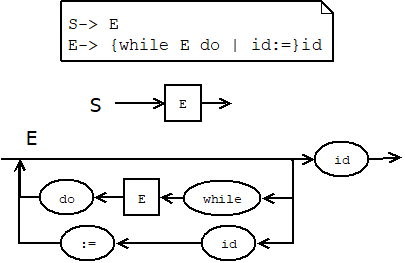 S-> E
E-> {while E do | id:=}id
S E
E
id
do E while
:= id